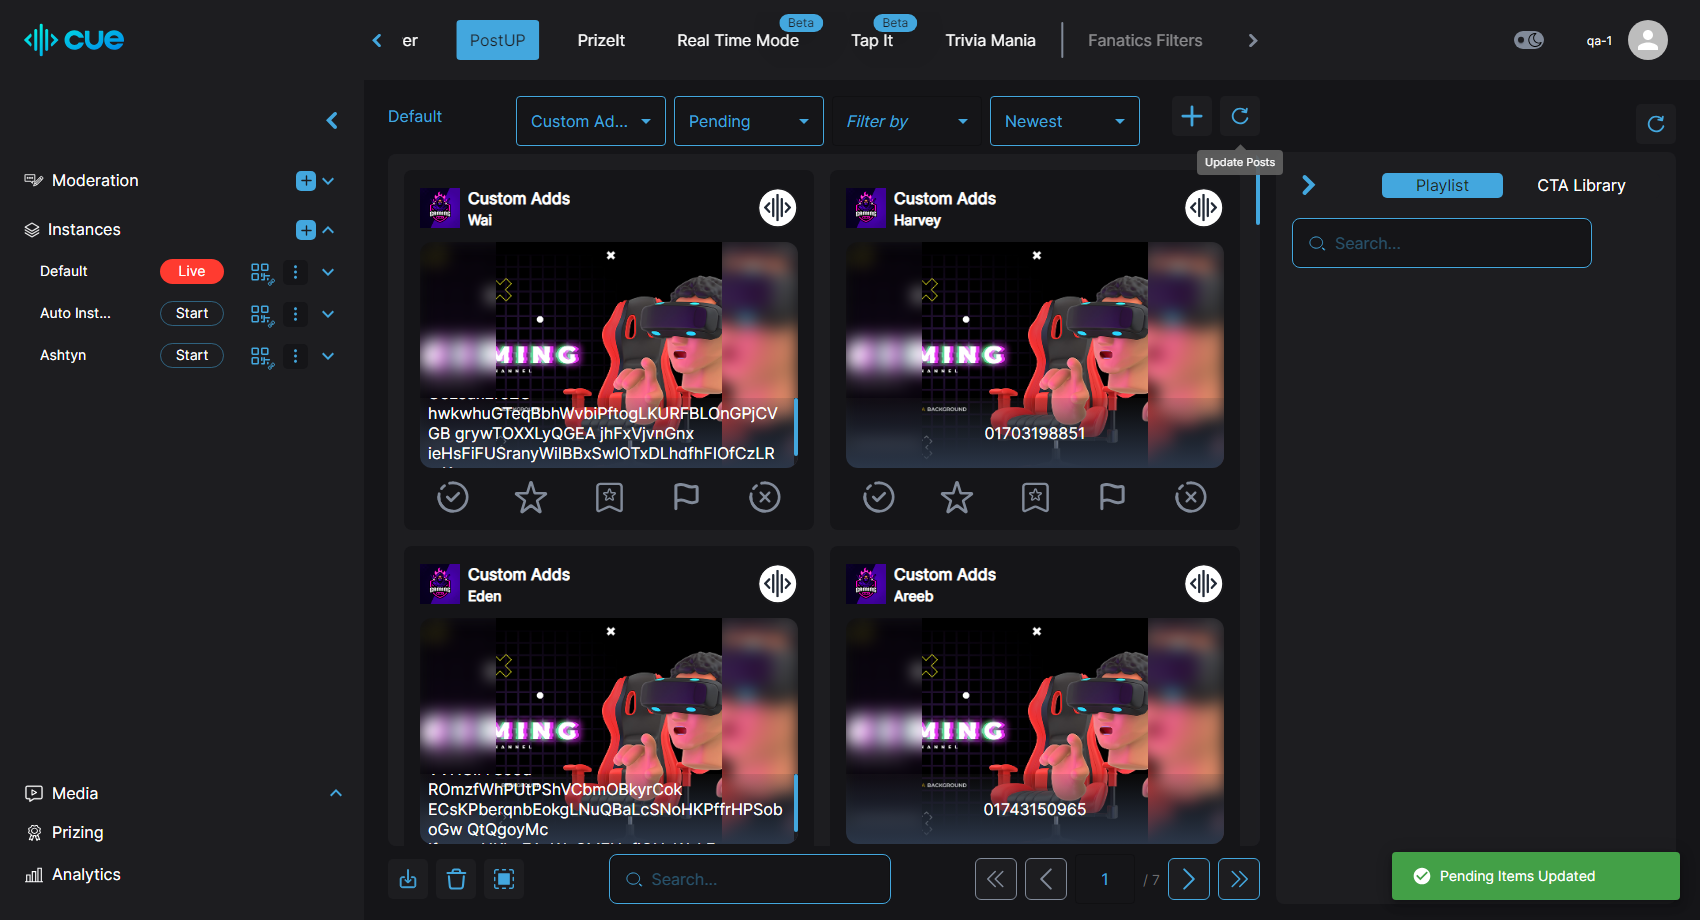 cue
er
PostUP
PrizeIt
Beta
Real Time Mode
Beta
Tap It
Trivia Mania
Fanatics Filters
qa-1
Default
Custom Ad...
Pending
Filter by
Newest
Update Posts
Moderation
Instances
Default
Live
Auto Inst...
Start
Ashtyn
Start
Media
Prizing
Analytics
Custom Adds
Wai
MING
hwkwhuGTeqBbhWvbiPftogLKURFBLOnGPjCV
GB grywTOXXLyQGEA jhFxVjvnGnx
ieHsFiFUSranyWilBBxSwlOTxDLhdfhFIOfCzLR
Custom Adds
Harvey
MING
BACKGROUND
01703198851
Custom Adds
Eden
MING
ROmzfWhPDtPShVCbmOBkyrCok
ECsKPberqnbEokgLNuQBaLcSNoHKPffrHPSob
oGw QtQgoyMc
Custom Adds
Areeb
MING
BACKGROUND
01743150965
Search...
1
/ 7
Playlist
CTA Library
Search...
Pending Items Updated